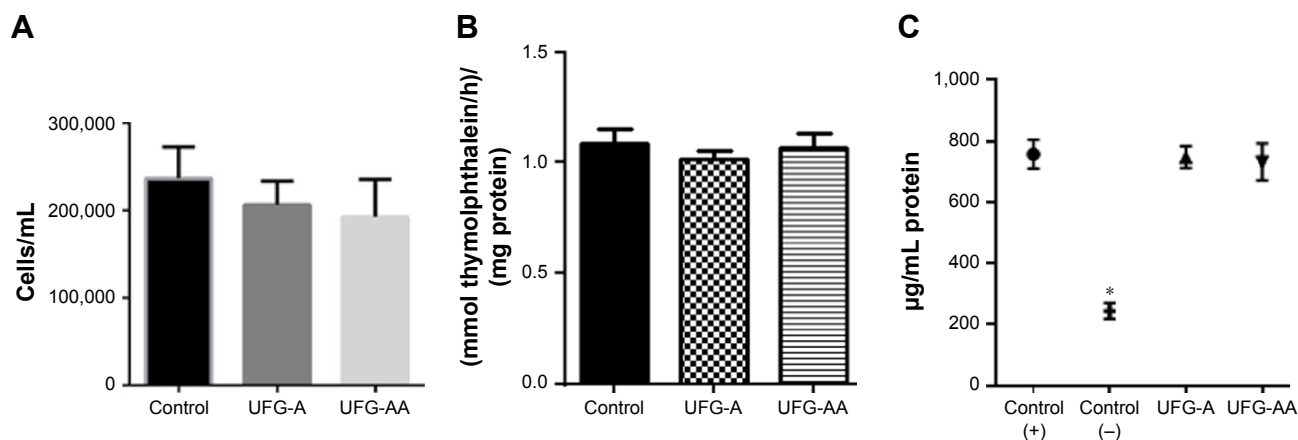 A
Cells/mL
300,000
200,000
100,000
0
Control
UFG-A
UFG-AA
B
(mmol thymolphthalein/h)/
(mg protein)
1.5
1.0
0.5
0.0
Control
UFG-A
UFG-AA
C
µg/mL protein
1,000
800
600
400
200
0
*
Control
(+)
Control
(–)
UFG-A
UFG-AA